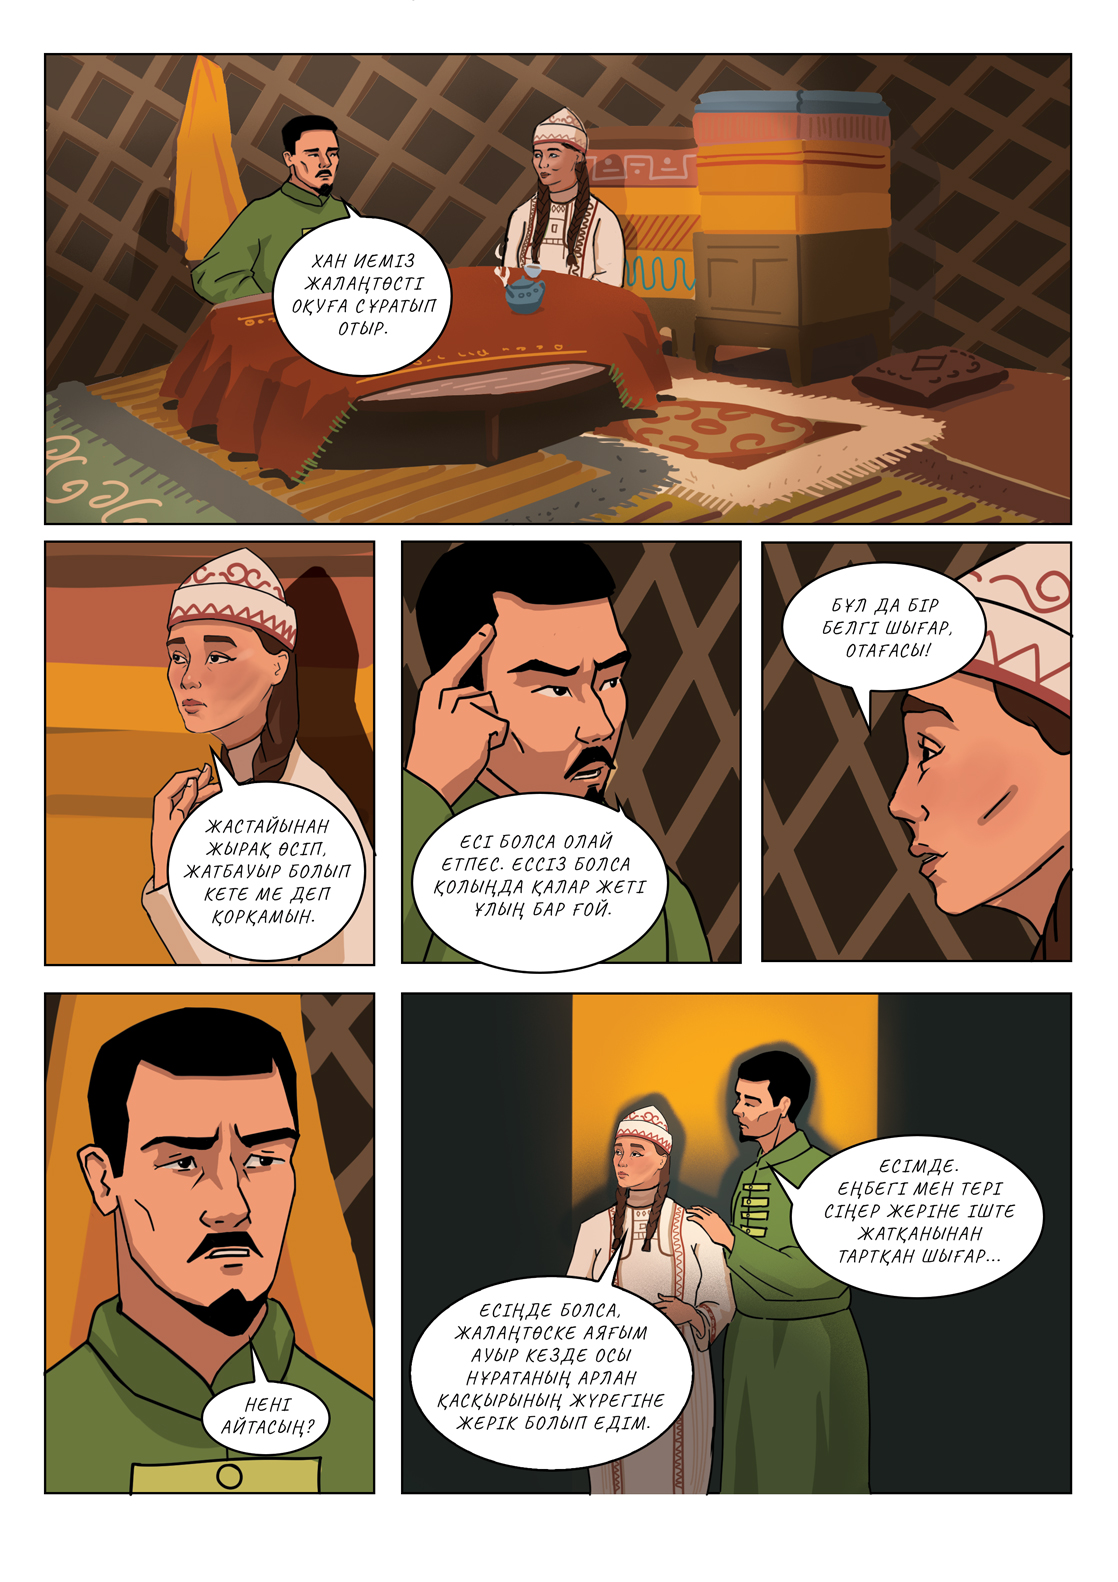 ХАН ИЕМІЗ
ЖАЛАҢТӨСТІ
ОҚУҒА СҰРАТЫП
ОТЫР.
ЖАСТАЙЫНАН
ЖЫРАҚ ӨСІП,
ЖАТБАУЫР БОЛЫП
КЕТЕ МЕ ДЕП
ҚОРҚАМЫН.
ЕСІ БОЛСА ОЛАЙ
ЕТПЕС. ЕССІЗ БОЛСА
ҚОЛЫҢДА ҚАЛАР ЖЕТІ
ҰЛЫҢ БАР ҒОЙ.
БҰЛ ДА БІР
БЕЛГІ ШЫҒАР,
ОТАҒАСЫ!
НЕНІ
АЙТАСЫҢ?
ЕСІҢДЕ БОЛСА,
ЖАЛАҢТӨСКЕ АЯҒЫМ
АУЫР КЕЗДЕ ОСЫ
НҰРАТАНЫҢ АРЛАН
ҚАСҚЫРЫНЫҢ ЖҮРЕГІНЕ
ЖЕРІК БОЛЫП ЕДІМ.
ЕСІМДЕ.
ЕҢБЕГІ МЕН ТЕРІ
СІҢЕР ЖЕРІНЕ ІШТЕ
ЖАТҚАНЫНАН
ТАРТҚАН ШЫҒАР...